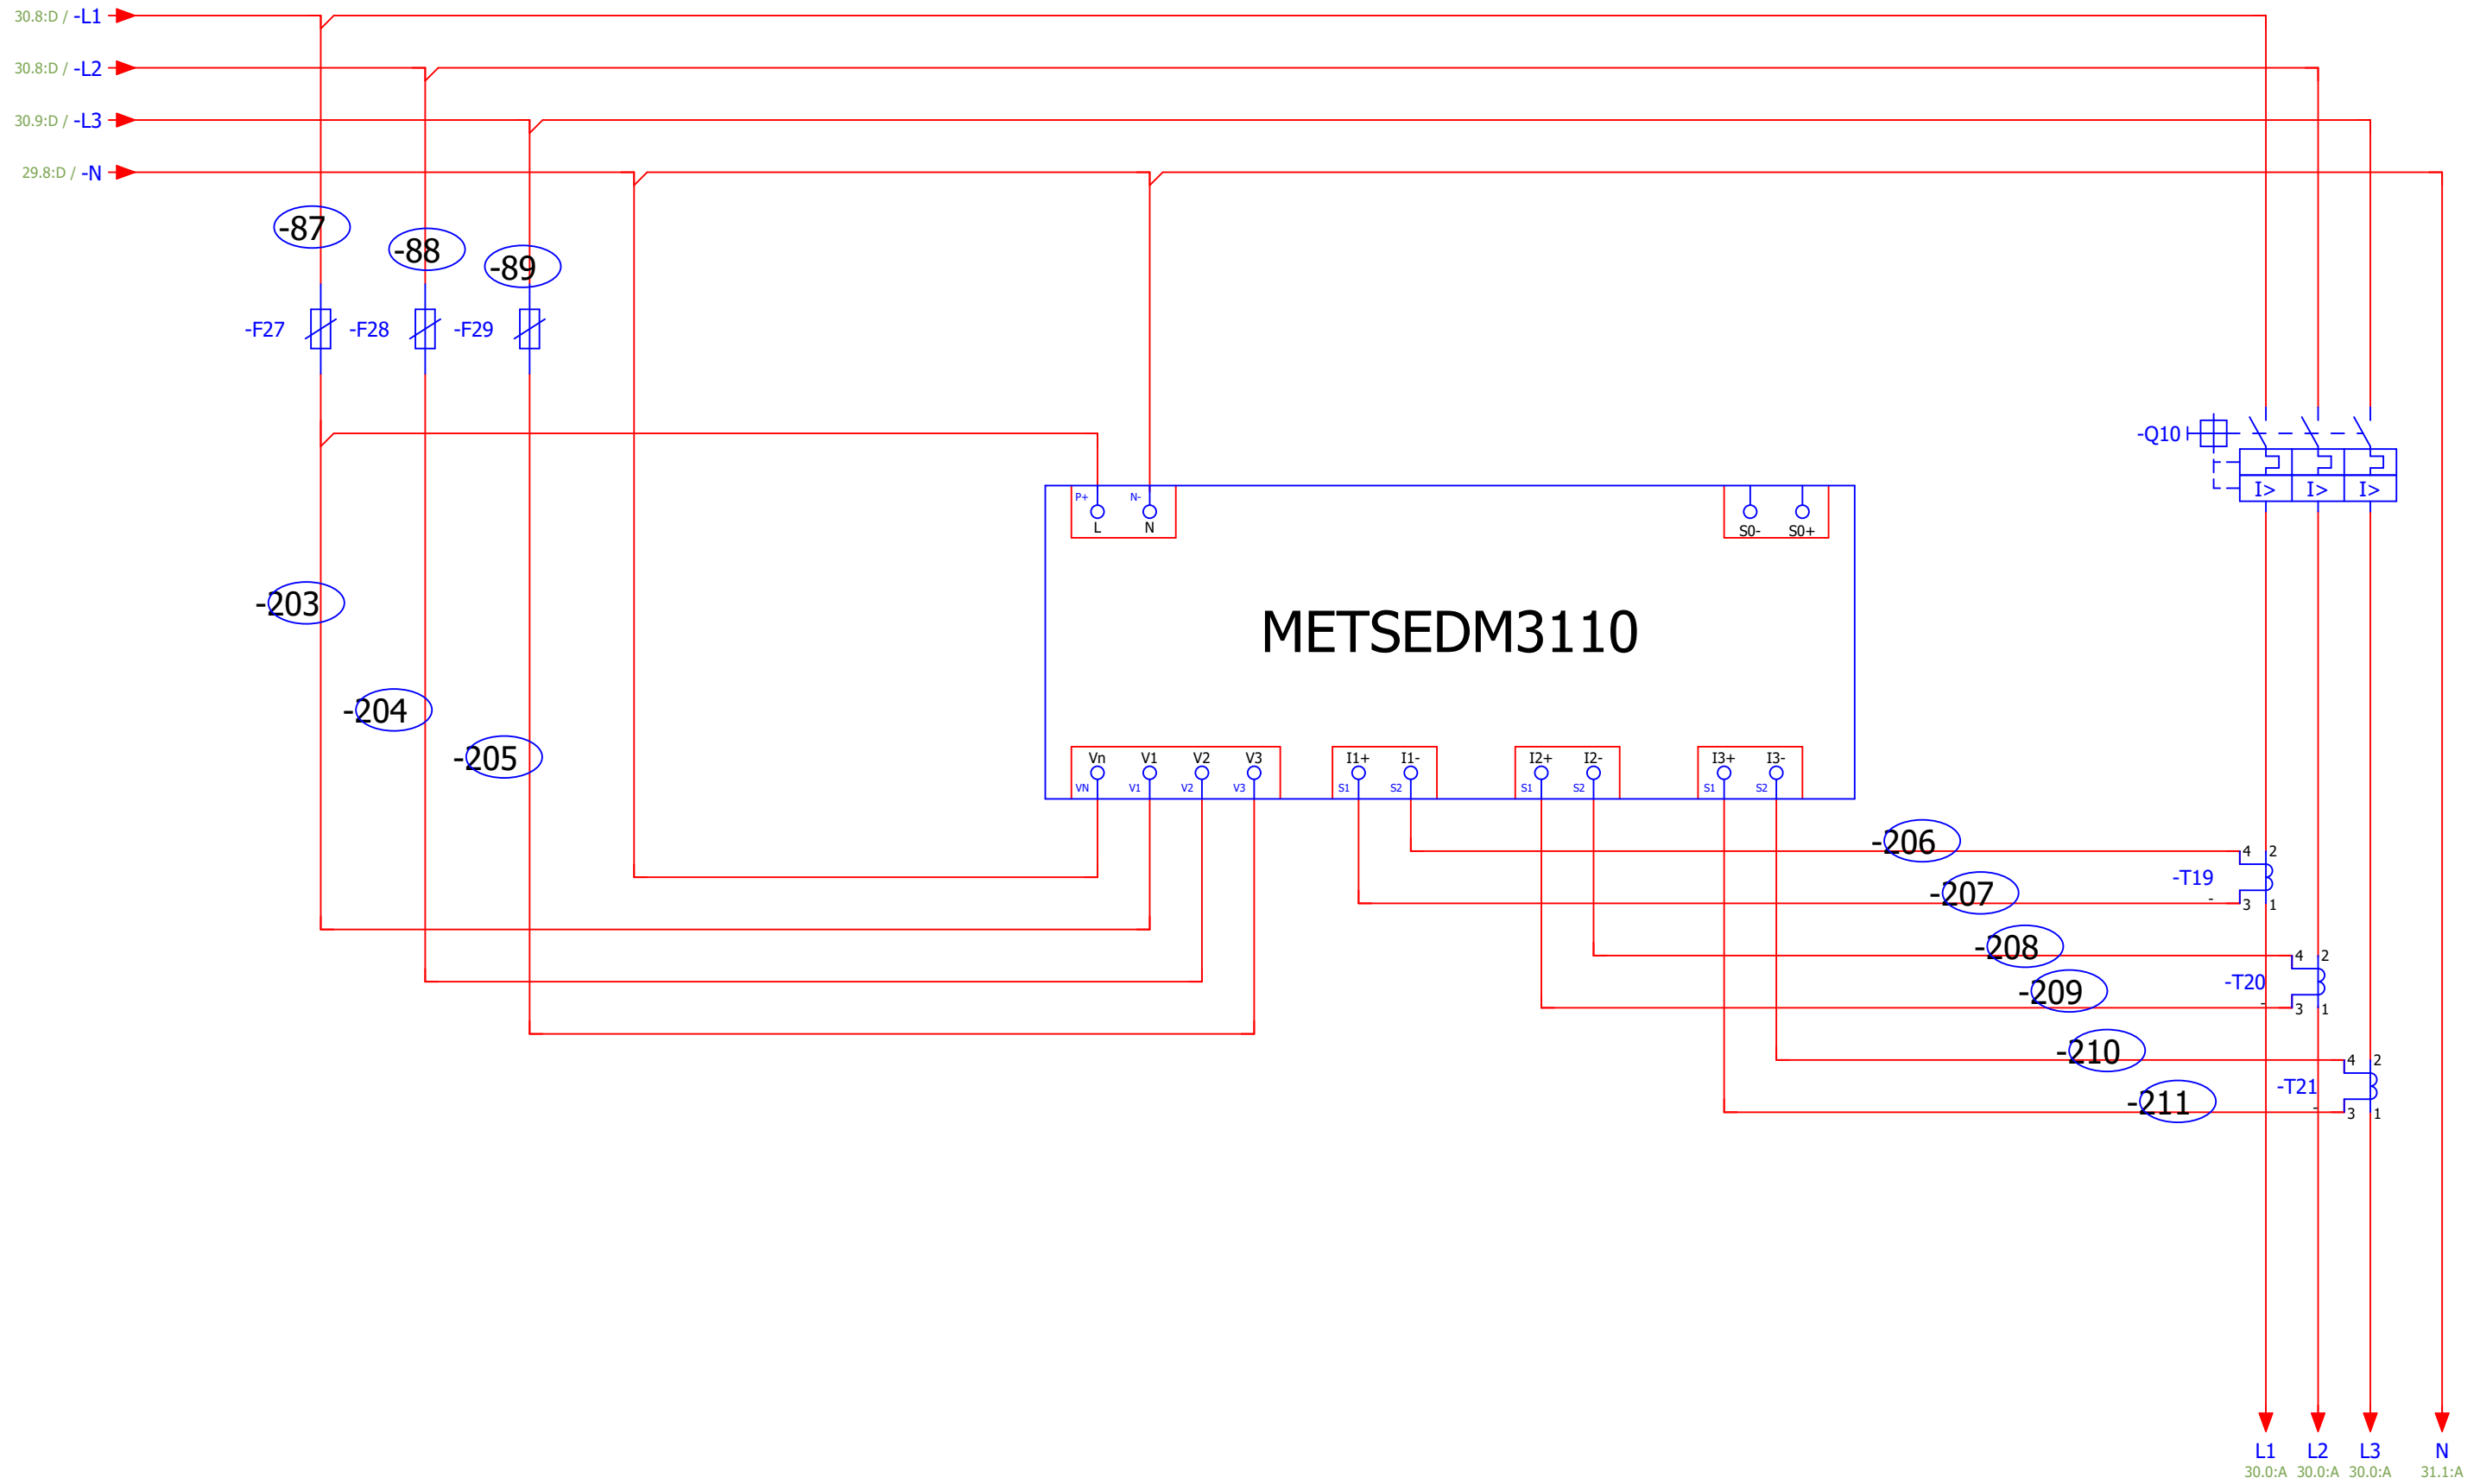 30.8:D / -L1
30.8:D / -L2
30.9:D / -L3
29.8:D / -N
-87
-88
-89
-F27
-F28
-F29
-Q10
I> I> I>
P+ N-
L N
S0- S0+
-203
METSEDM3110
-204
-205
Vn V1 V2 V3 I1+ I1- I2+ I2- I3+ I3-
VN V1 V2 V3 S1 S2 S1 S2 S1 S2
-206
4 2
-T19
-207
-
3 1
-208
4 2
-T20
-209
-
3 1
-210
4 2
-T21
-211
-
3 1
L1 L2 L3 N
30.0:A 30.0:A 30.0:A 31.1:A